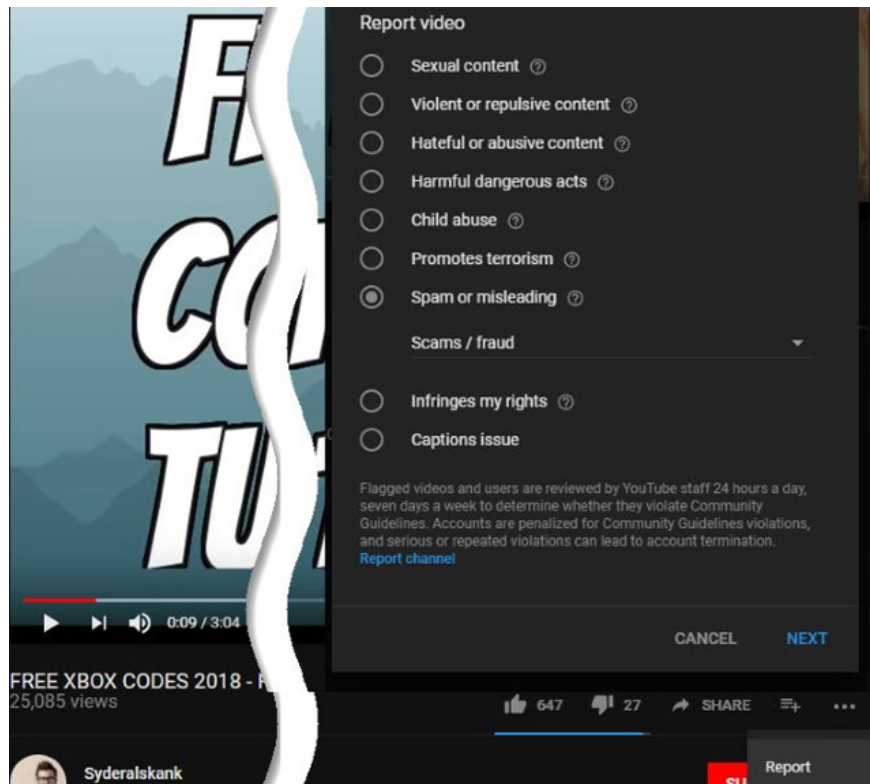 Report video
Sexual content
Violent or repulsive content
Hateful or abusive content
Harmful dangerous acts
Child abuse
Promotes terrorism
Spam or misleading
Scams / fraud
Infringes my rights
Captions issue
Flagged videos and users are reviewed by YouTube staff 24 hours a day,
seven days a week to determine whether they violate Community
Guidelines. Accounts are penalized for Community Guidelines violations,
and serious or repeated violations can lead to account termination.
Report channel
CANCEL NEXT
0:09 / 3:04
FREE XBOX CODES 2018 -
25,085 views
647 27 SHARE
Syderalskank
Report